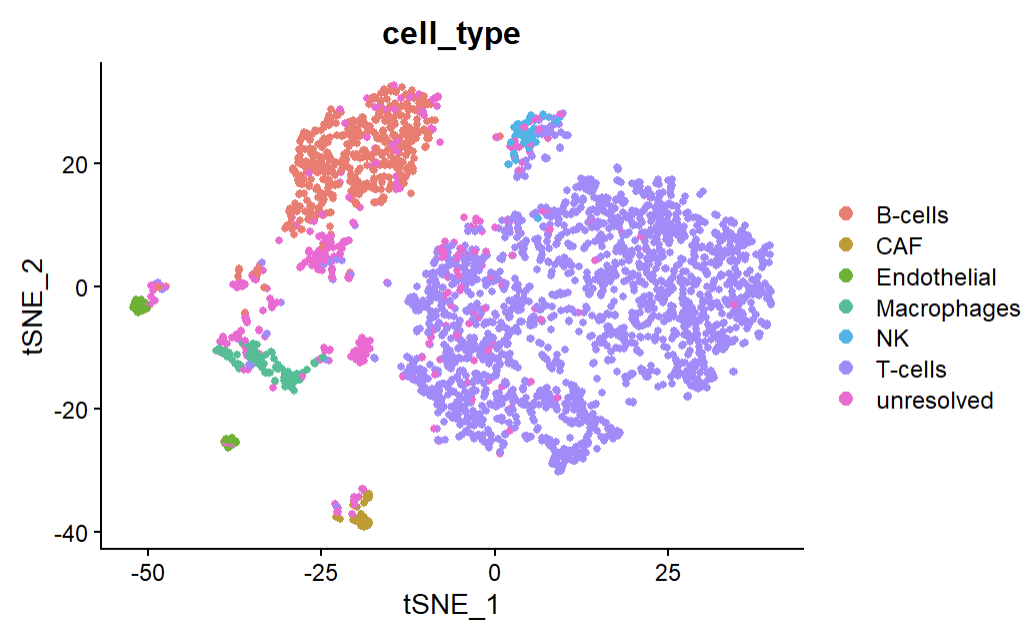 cell_type
tSNE_2
20
0
-20
-40
-50
-25
0
25
tSNE_1
B-cells
CAF
Endothelial
Macrophages
NK
T-cells
unresolved